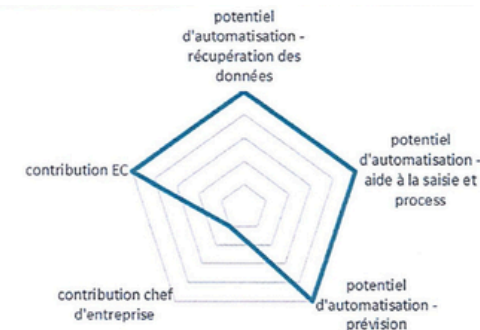 potentiel
d'automatisation -
récupération des
données
potentiel
d'automatisation -
aide à la saisie et
process
contribution EC
contribution chef
d'entreprise
potentiel
d'automatisation -
prévision